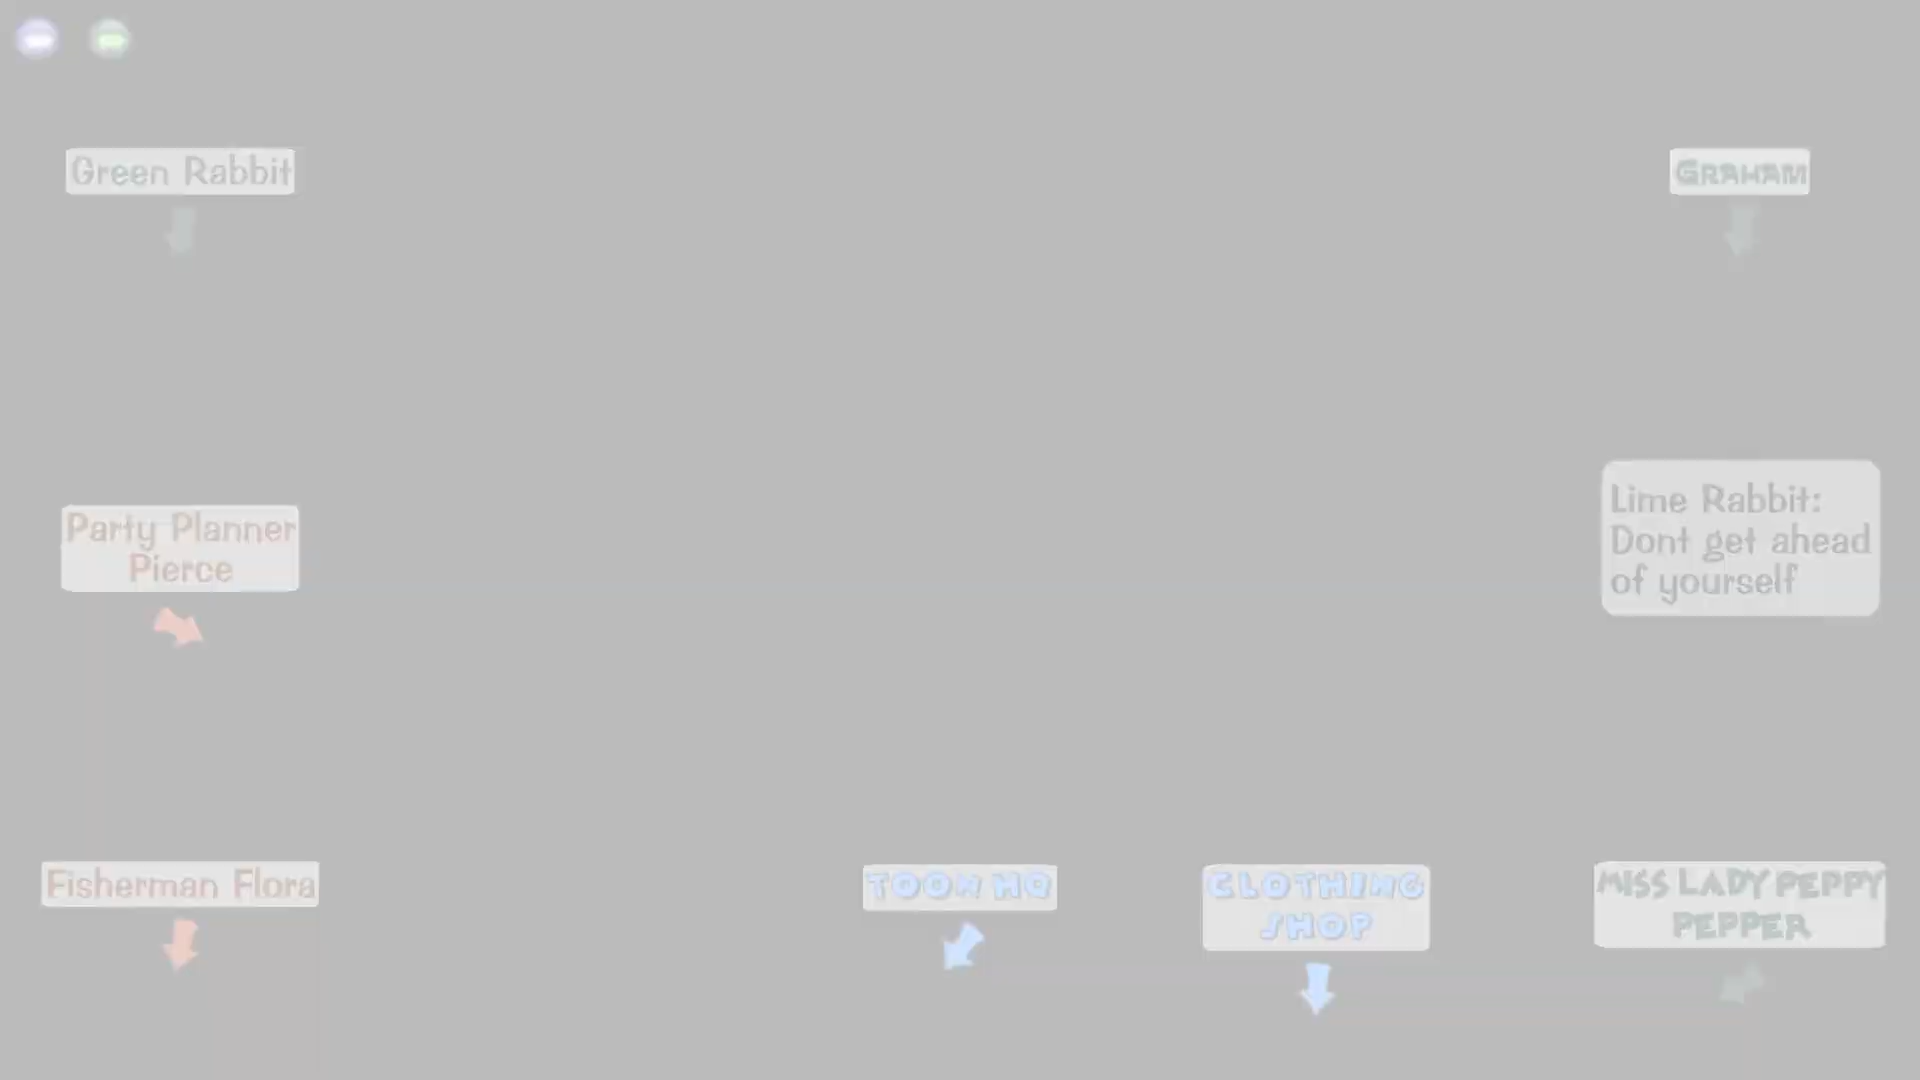 Green Rabbit
GRAHAM
Party Planner
Pierce
Lime Rabbit:
Dont get ahead
of yourself
Fisherman Flora
TOON HQ
CLOTHING
SHOP
MISS LADY PEPPY
PEPPER